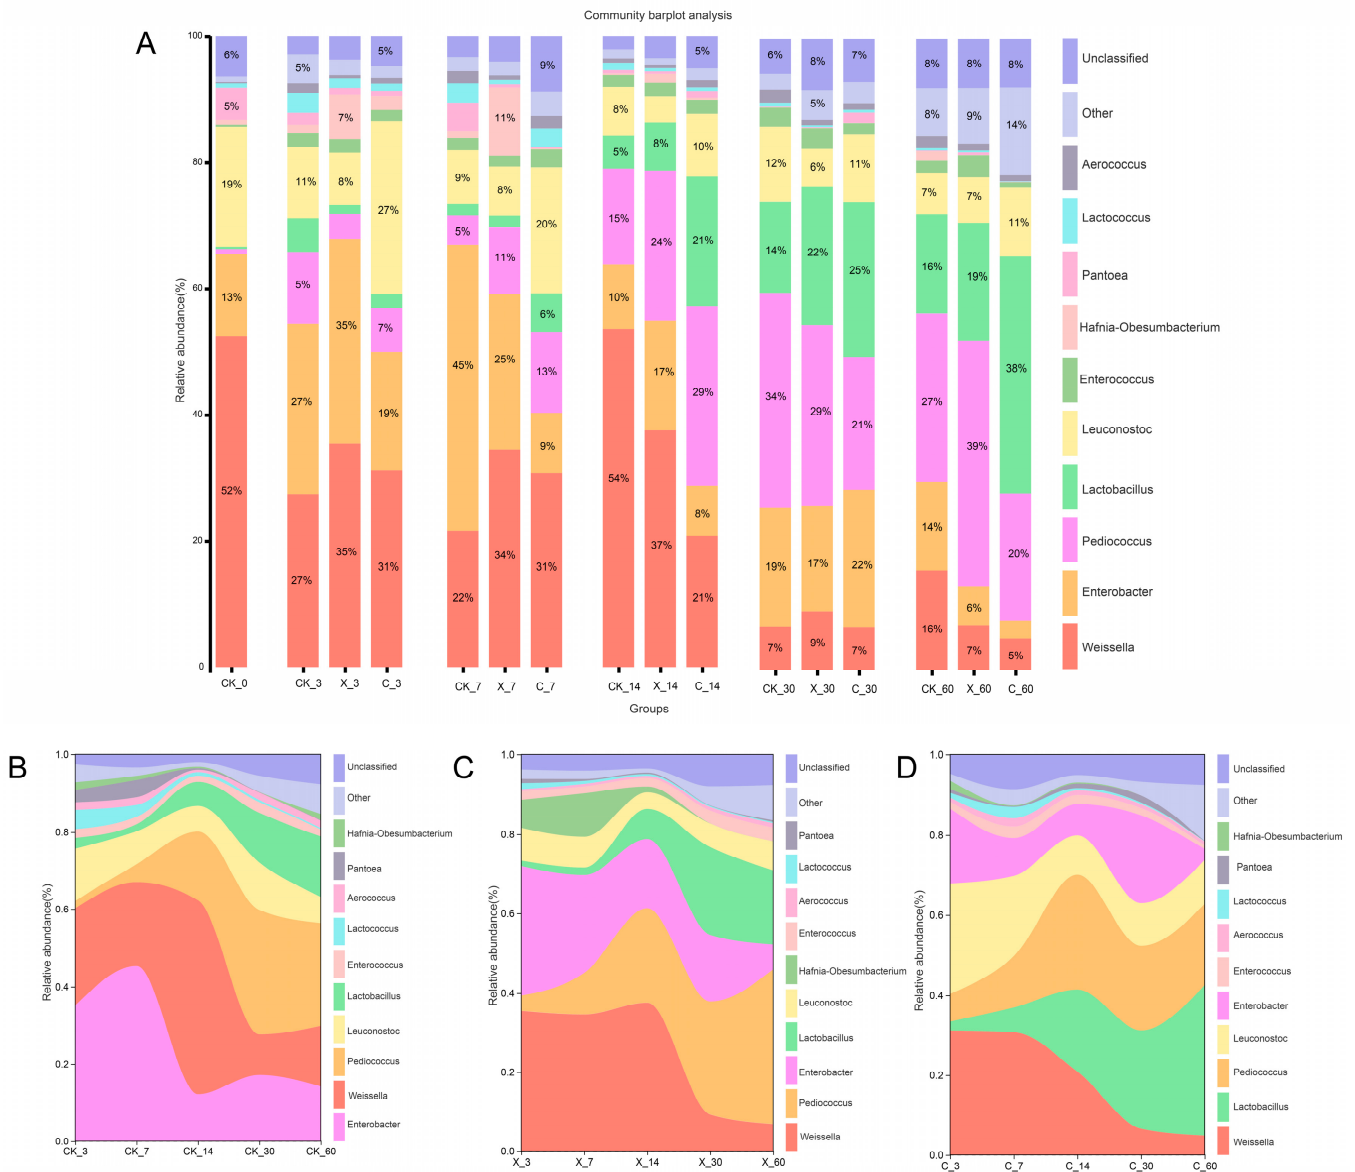 Community barplot analysis
A
Relative abundance(%)
100
80
60
40
20
0
6%
5%
19%
13%
52%
CK_0
5%
11%
5%
27%
27%
CK_3
7%
8%
35%
35%
X_3
5%
27%
7%
19%
31%
C_3
9%
5%
45%
22%
CK_7
11%
8%
11%
25%
34%
X_7
9%
20%
6%
13%
9%
31%
C_7
8%
5%
15%
10%
54%
CK_14
8%
24%
17%
37%
X_14
5%
10%
21%
29%
8%
21%
C_14
6%
12%
14%
34%
19%
7%
CK_30
8%
5%
6%
22%
29%
17%
9%
X_30
7%
11%
25%
21%
22%
7%
C_30
8%
8%
7%
16%
27%
14%
16%
CK_60
8%
9%
7%
19%
39%
6%
7%
X_60
8%
14%
11%
38%
20%
5%
C_60
Groups
Unclassified
Other
Aerococcus
Lactococcus
Pantoea
Hafnia-Obesumbacterium
Enterococcus
Leuconostoc
Lactobacillus
Pediococcus
Enterobacter
Weissella
B
Relative abundance(%)
1.0
0.8
0.6
0.4
0.2
0.0
CK_3
CK_7
CK_14
CK_30
CK_60
Unclassified
Other
Hafnia-Obesumbacterium
Pantoea
Aerococcus
Lactococcus
Enterococcus
Lactobacillus
Leuconostoc
Pediococcus
Weissella
Enterobacter
C
Relative abundance(%)
1.0
0.8
0.6
0.4
0.2
0.0
X_3
X_7
X_14
X_30
X_60
Unclassified
Other
Pantoea
Lactococcus
Aerococcus
Enterococcus
Hafnia-Obesumbacterium
Leuconostoc
Lactobacillus
Enterobacter
Pediococcus
Weissella
D
Relative abundance(%)
1.0
0.8
0.6
0.4
0.2
0.0
C_3
C_7
C_14
C_30
C_60
Unclassified
Other
Hafnia-Obesumbacterium
Pantoea
Lactococcus
Aerococcus
Enterococcus
Enterobacter
Leuconostoc
Pediococcus
Lactobacillus
Weissella